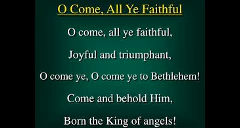 O Come, All Ye Faithful
O come, all ye faithful,
Joyful and triumphant,
O come ye, O come ye to Bethlehem!
Come and behold Him,
Born the King of angels!